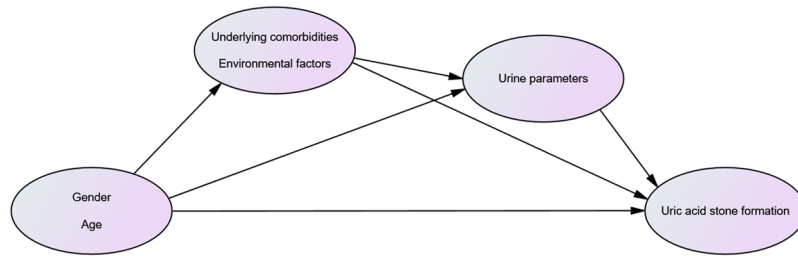 Underlying comorbidities
Environmental factors
Urine parameters
Gender
Age
Uric acid stone formation